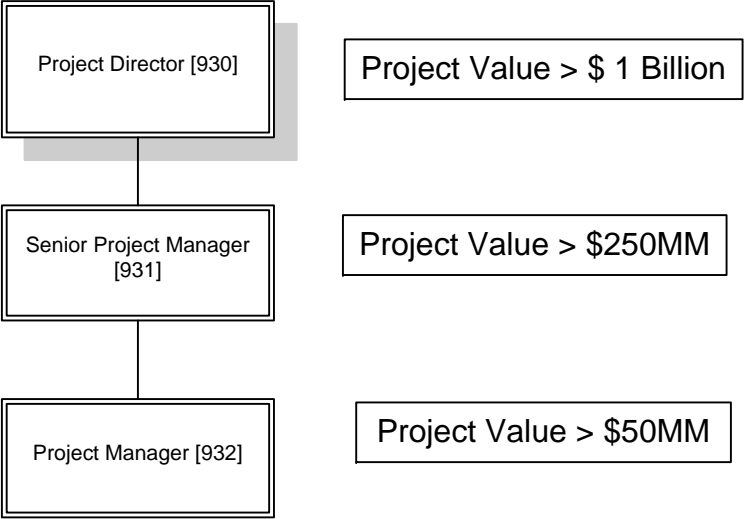 Project Director [930]
Project Value > $ 1 Billion
Senior Project Manager
[931]
Project Value > $250MM
Project Manager [932]
Project Value > $50MM